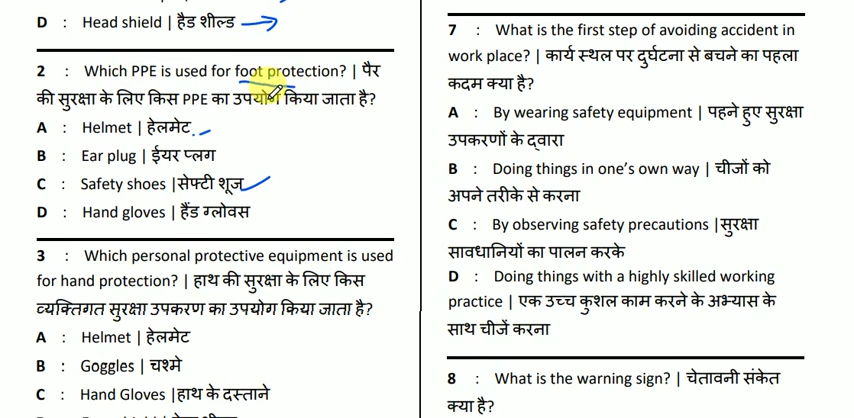 D : Head shield | हैड शील्ड
2 : Which PPE is used for foot protection? | पैर
की सुरक्षा के लिए किस PPE का उपयोग किया जाता है?
A : Helmet | हेलमेट
B : Ear plug | ईयर प्लग
C : Safety shoes |सेफ्टी शूज
D : Hand gloves | हैंड ग्लोवस
3 : Which personal protective equipment is used
for hand protection? | हाथ की सुरक्षा के लिए किस
व्यक्तिगत सुरक्षा उपकरण का उपयोग किया जाता है?
A : Helmet | हेलमेट
B : Goggles | चश्मे
C : Hand Gloves |हाथ के दस्ताने
7 : What is the first step of avoiding accident in
work place? | कार्य स्थल पर दुर्घटना से बचने का पहला
कदम क्या है?
A : By wearing safety equipment | पहने हुए सुरक्षा
उपकरणों के द्वारा
B : Doing things in one’s own way | चीजों को
अपने तरीके से करना
C : By observing safety precautions |सुरक्षा
सावधानियों का पालन करके
D : Doing things with a highly skilled working
practice | एक उच्च कुशल काम करने के अभ्यास के
साथ चीजें करना
8 : What is the warning sign? | चेतावनी संकेत
क्या है?